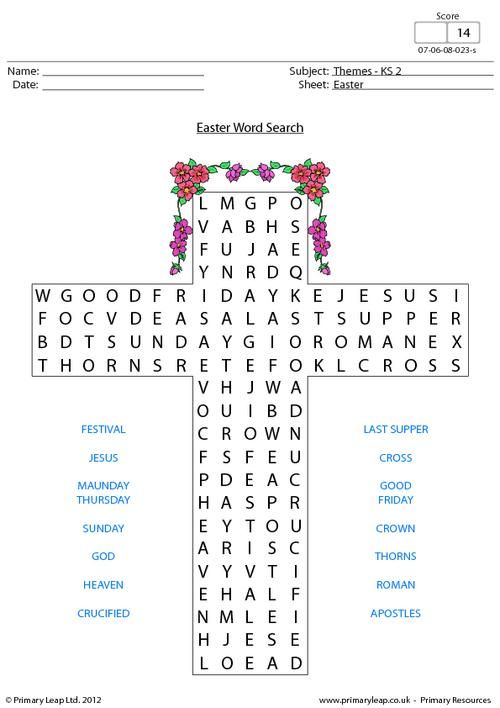 Score
14
07-06-08-023-s
Name:
Subject: Themes - KS 2
Date:
Sheet: Easter
Easter Word Search
L M G P O
V A B H S
F U J A E
Y N R D Q
W G O O D F R I D A Y K E J E S U S I
F O C V D E A S A L A S T S U P P E R
B D T S U N D A Y G I O R O M A N E X
T H O R N S R E T E F O K L C R O S S
V H J W A
O U I B D
C R O W N
F S F E U
P D E A C
H A S P R
E Y T O U
A R I S C
V Y V T I
E H A L F
N M L E I
H J E S E
L O E A D
FESTIVAL
JESUS
MAUNDAY
THURSDAY
SUNDAY
GOD
HEAVEN
CRUCIFIED
LAST SUPPER
CROSS
GOOD
FRIDAY
CROWN
THORNS
ROMAN
APOSTLES
© Primary Leap Ltd. 2012
www.primaryleap.co.uk - Primary Resources